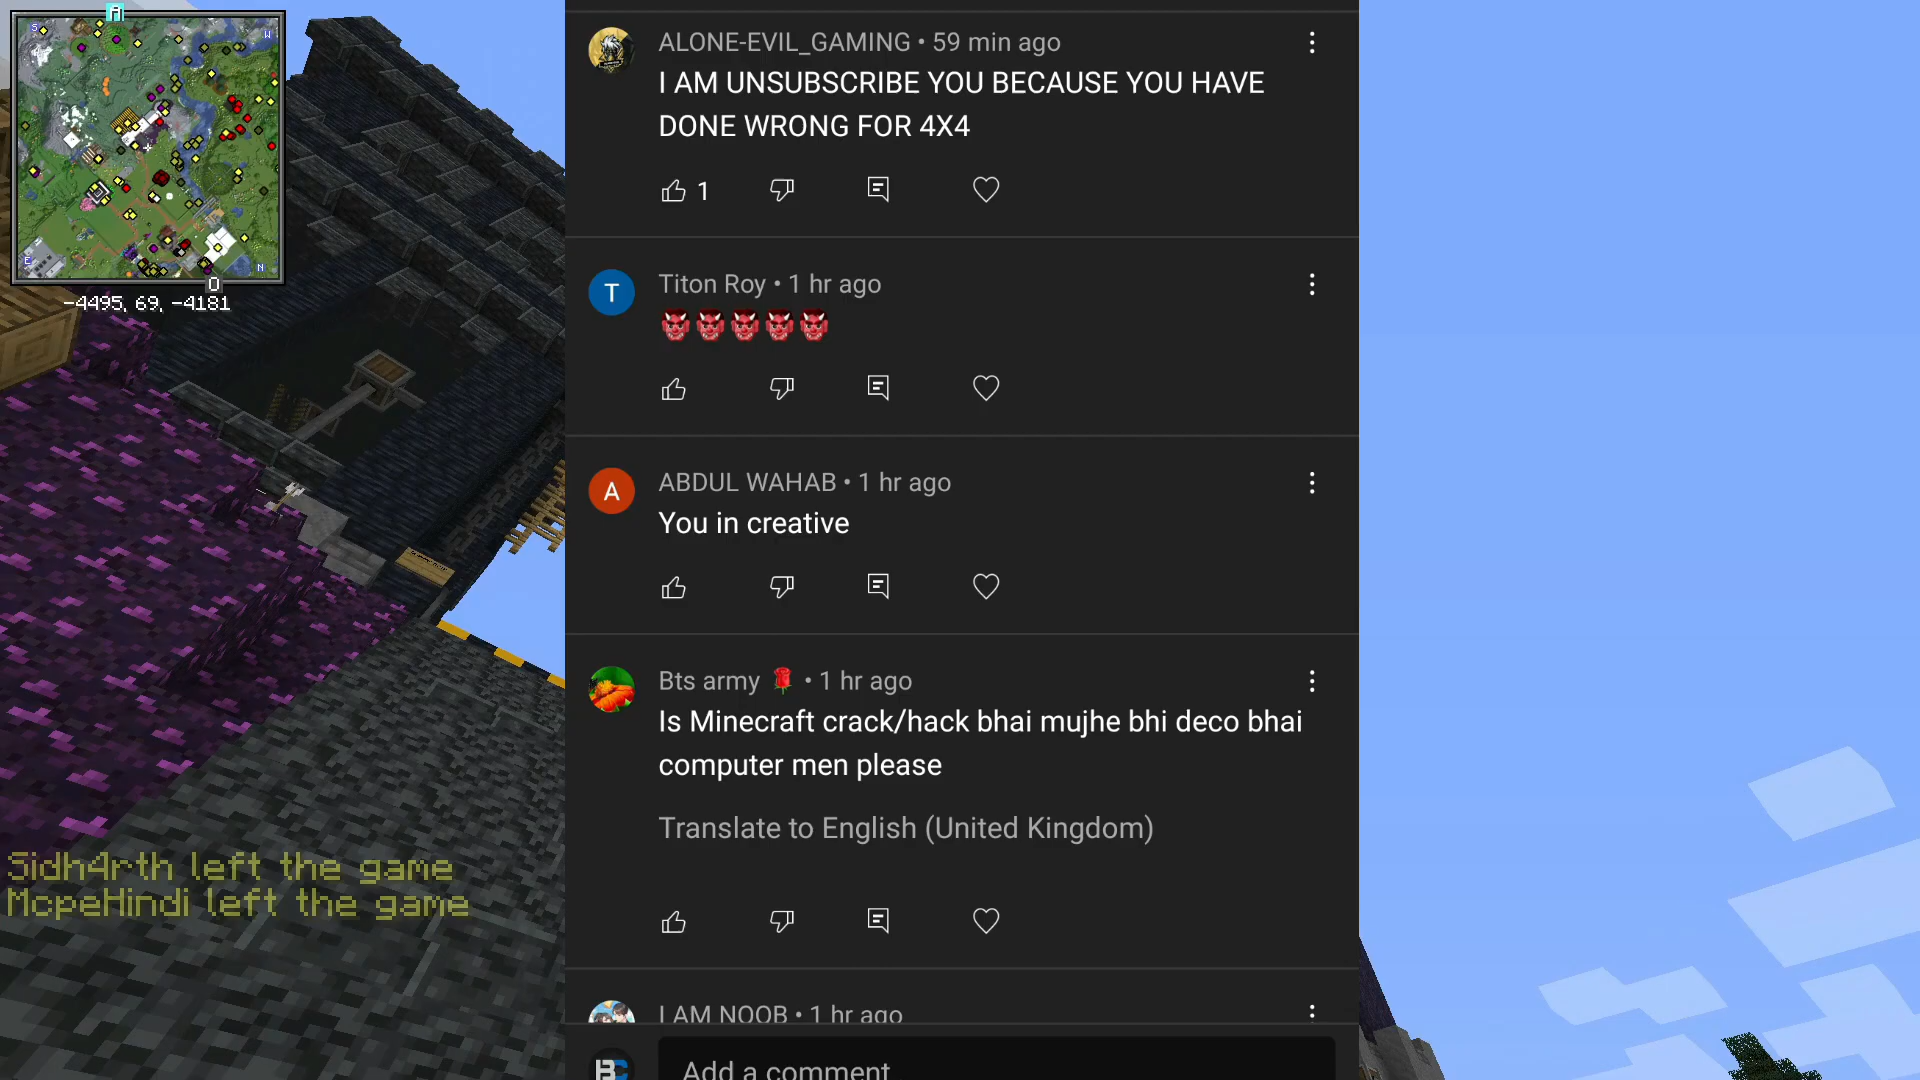 S
W
E
N
-4495, 69, -4181
ALONE-EVIL_GAMING • 59 min ago
I AM UNSUBSCRIBE YOU BECAUSE YOU HAVE
DONE WRONG FOR 4X4
1
T
Titon Roy • 1 hr ago
👹👹👹👹👹
A
ABDUL WAHAB • 1 hr ago
You in creative
Bts army 🌹 • 1 hr ago
Is Minecraft crack/hack bhai mujhe bhi deco bhai
computer men please
Translate to English (United Kingdom)
I AM NOOB • 1 hr ago
BC
Add a comment
Sidh4rth left the game
McpeHindi left the game